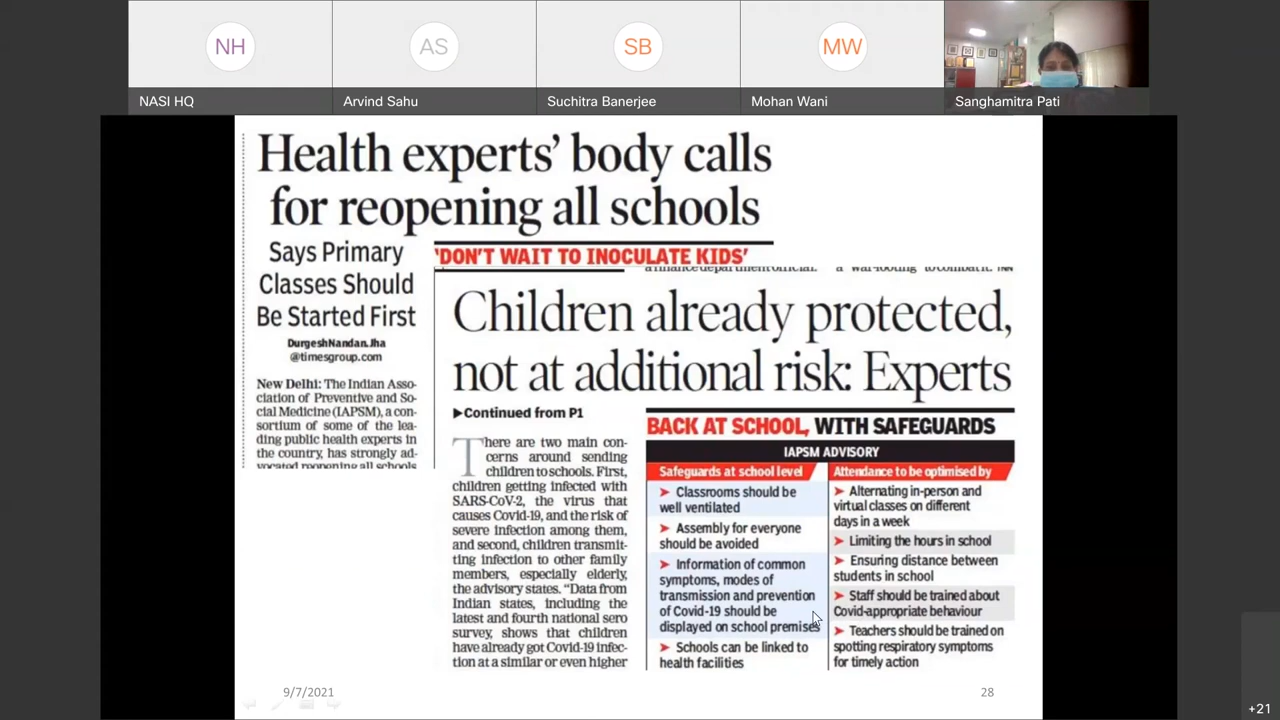 NH
AS
SB
MW
NASI HQ
Arvind Sahu
Suchitra Banerjee
Mohan Wani
Sanghamitra Pati
Health experts' body calls
for reopening all schools
Says Primary
Classes Should
Be Started First
DurgeshNandan.Jha
@timesgroup.com
New Delhi: The Indian Asso-
ciation of Preventive and So-
cial Medicine (IAPSM), a con-
sortium of some of the lea-
ding public health experts in
the country, has strongly ad-
vocated reopening all schools
'DON'T WAIT TO INOCULATE KIDS'
a finance department official.
a war-footing to combat it. TNN
Children already protected,
not at additional risk: Experts
▶Continued from P1
There are two main con-
cerns around sending
children to schools. First,
children getting infected with
SARS-CoV-2, the virus that
causes Covid-19, and the risk of
severe infection among them,
and second, children transmit-
ting infection to other family
members, especially elderly,
the advisory states. "Data from
Indian states, including the
latest and fourth national sero
survey, shows that children
have already got Covid-19 infec-
tion at a similar or even higher
BACK AT SCHOOL, WITH SAFEGUARDS
IAPSM ADVISORY
Safeguards at school level
➤ Classrooms should be
well ventilated
➤ Assembly for everyone
should be avoided
➤ Information of common
symptoms, modes of
transmission and prevention
of Covid-19 should be
displayed on school premises
➤ Schools can be linked to
health facilities
Attendance to be optimised by
➤ Alternating in-person and
virtual classes on different
days in a week
➤ Limiting the hours in school
➤ Ensuring distance between
students in school
➤ Staff should be trained about
Covid-appropriate behaviour
➤ Teachers should be trained on
spotting respiratory symptoms
for timely action
9/7/2021
28
+21